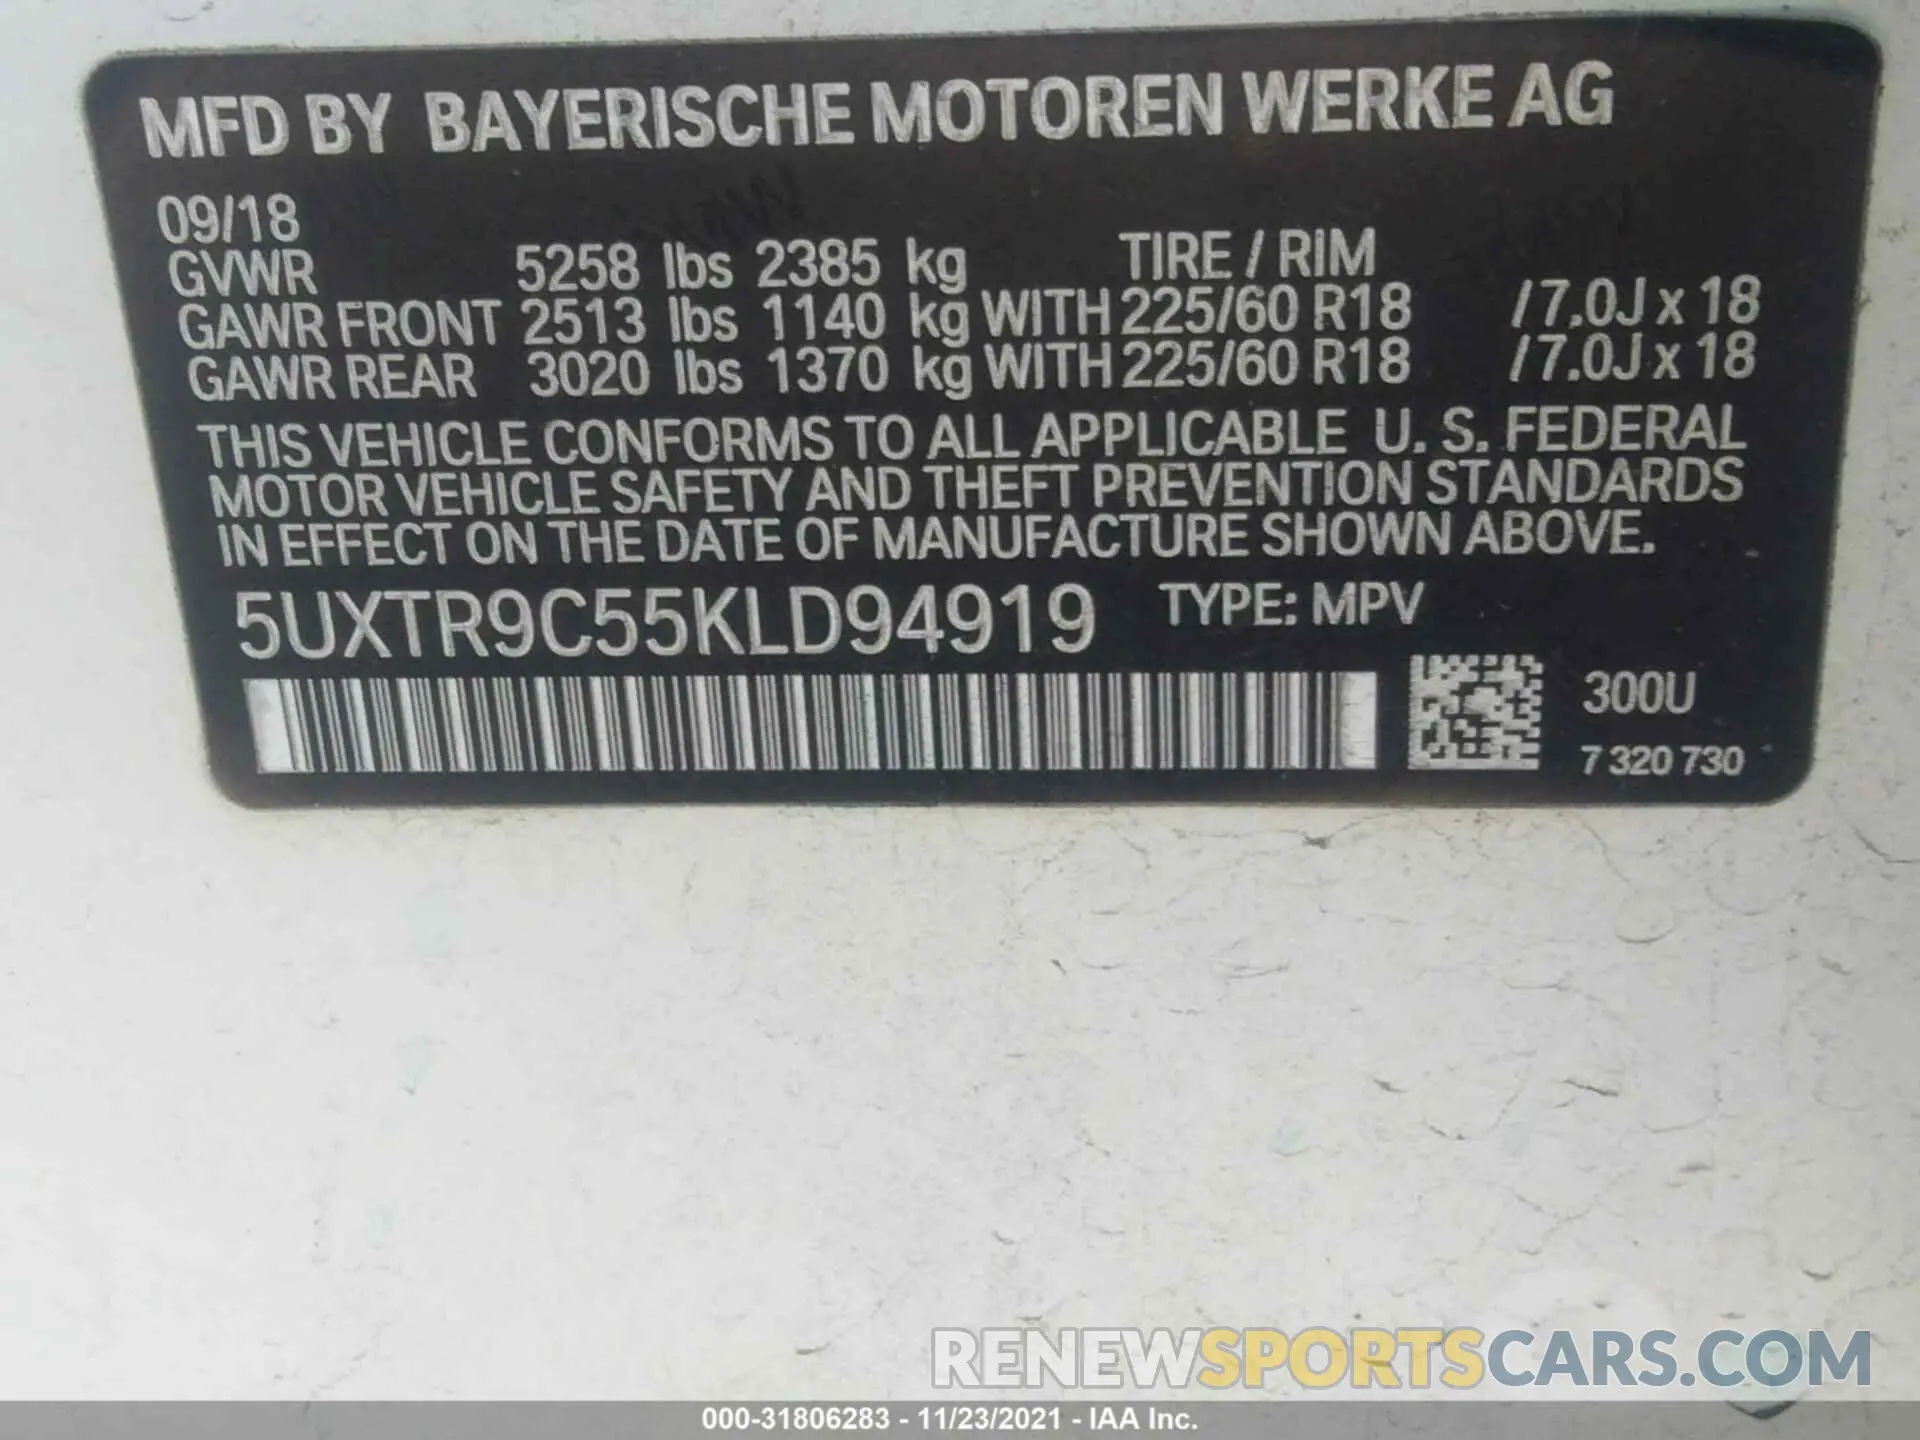 MFD BY BAYERISCHE MOTOREN WERKE AG
09/18
GVWR 5258 lbs 2385 kg TIRE / RIM
GAWR FRONT 2513 lbs 1140 kg WITH 225/60 R18 / 7.0J x 18
GAWR REAR 3020 lbs 1370 kg WITH 225/60 R18 / 7.0J x 18
THIS VEHICLE CONFORMS TO ALL APPLICABLE U. S. FEDERAL
MOTOR VEHICLE SAFETY AND THEFT PREVENTION STANDARDS
IN EFFECT ON THE DATE OF MANUFACTURE SHOWN ABOVE.
5UXTR9C55KLD94919 TYPE: MPV
300U
7 320 730
RENEWSPORTSCARS.COM
000-31806283 - 11/23/2021 - IAA Inc.